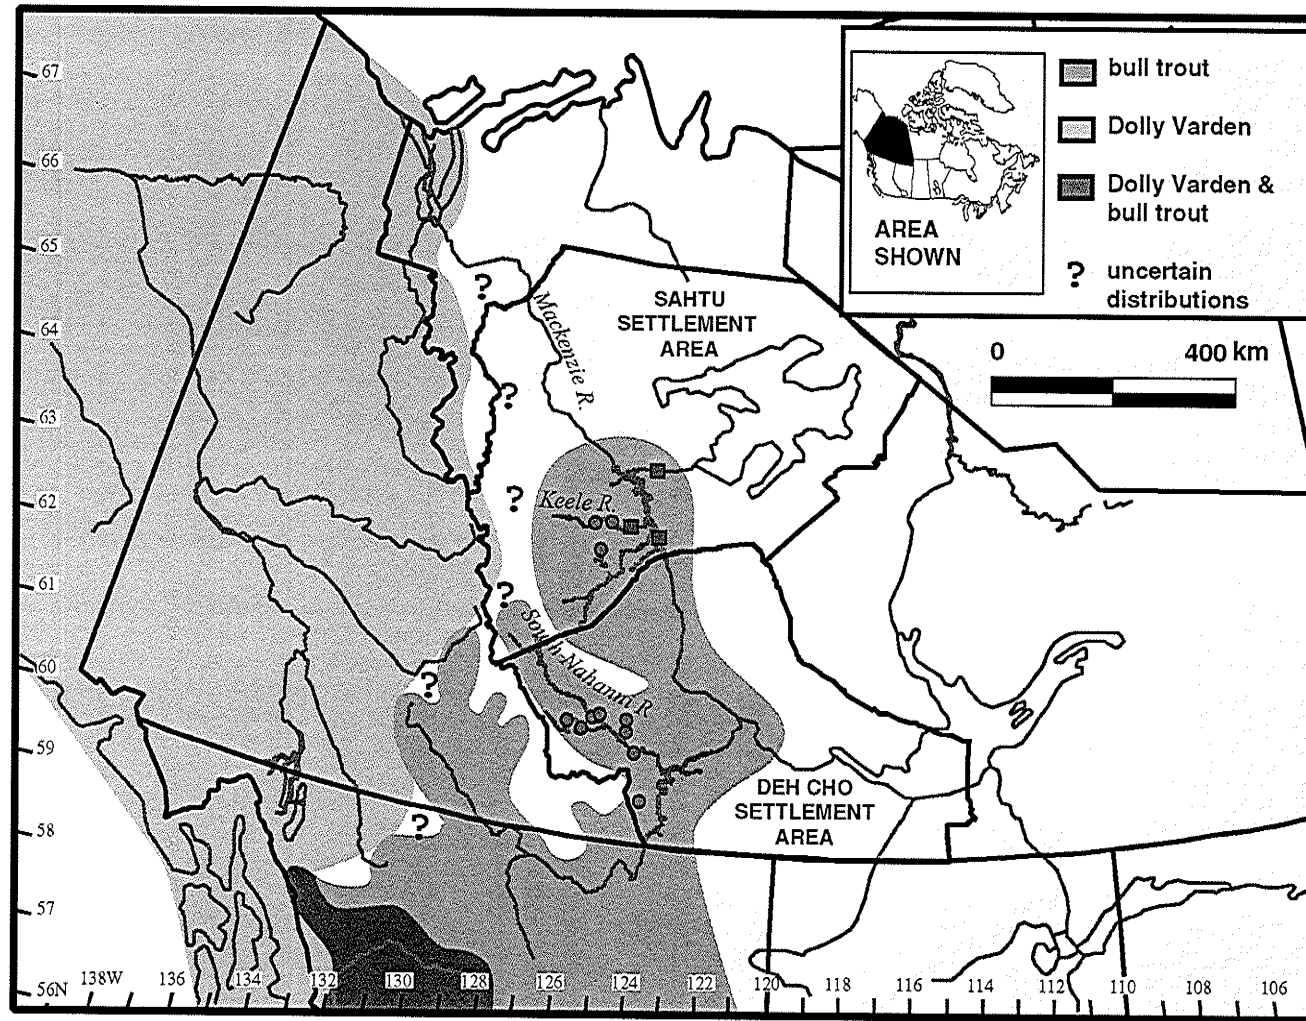 bull trout
Dolly Varden
Dolly Varden &
bull trout
?
uncertain
distributions
AREA
SHOWN
0
400 km
67
66
65
64
63
62
61
60
59
58
57
56N
138W
136
134
132
130
128
126
124
122
120
118
116
114
112
110
108
106
SAHTU
SETTLEMENT
AREA
Mackenzie R.
Keele R.
South-Nahanni R
DEH CHO
SETTLEMENT
AREA
?
?
?
?
?
?